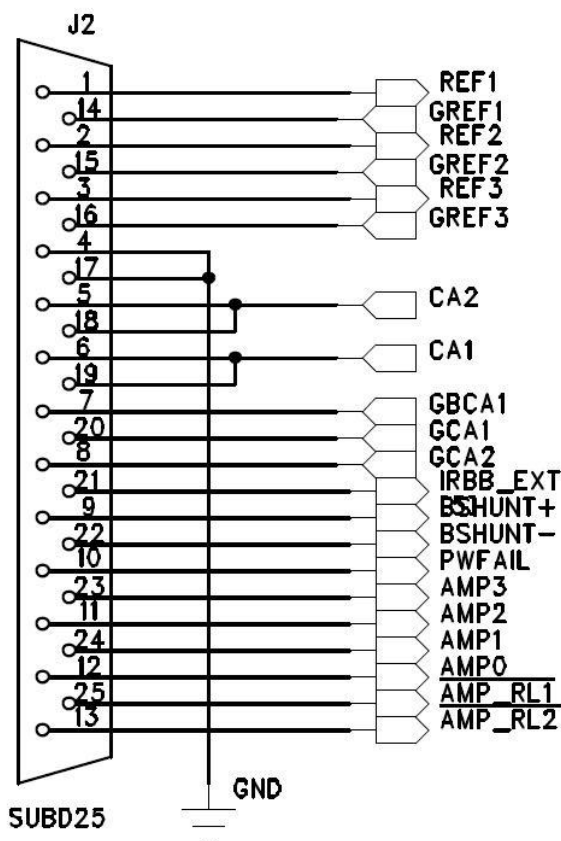 J2
1 REF1
14 GREF1
2 REF2
15 GREF2
3 REF3
16 GREF3
4
17
5 CA2
18
6 CA1
19
7 GBCA1
20 GCA1
8 GCA2
21 IRBB_EXT
9 BSHUNT+
22 BSHUNT-
10 PWFAIL
23 AMP3
11 AMP2
24 AMP1
12 AMP0
25 AMP_RL1
13 AMP_RL2
GND
SUBD25